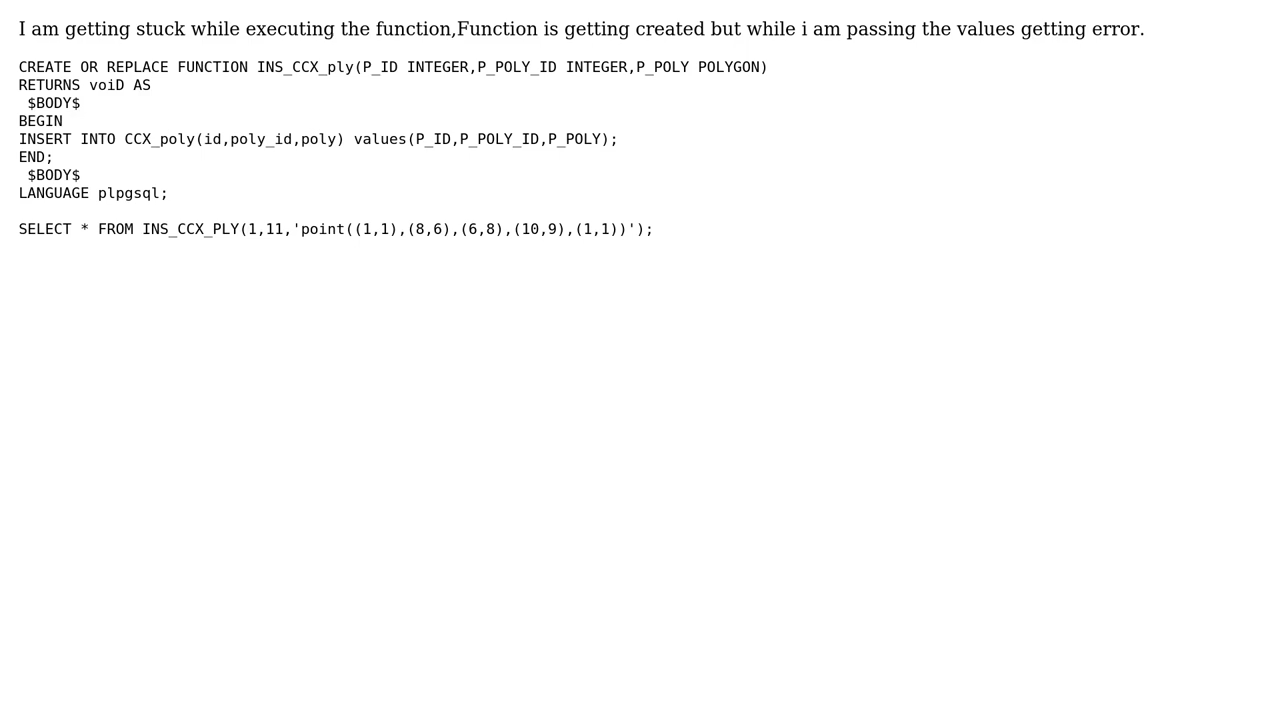 I am getting stuck while executing the function,Function is getting created but while i am passing the values getting error.
CREATE OR REPLACE FUNCTION INS_CCX_ply(P_ID INTEGER,P_POLY_ID INTEGER,P_POLY POLYGON)
RETURNS voiD AS
$BODY$
BEGIN
INSERT INTO CCX_poly(id,poly_id,poly) values(P_ID,P_POLY_ID,P_POLY);
END;
$BODY$
LANGUAGE plpgsql;
SELECT * FROM INS_CCX_PLY(1,11,'point((1,1),(8,6),(6,8),(10,9),(1,1))');